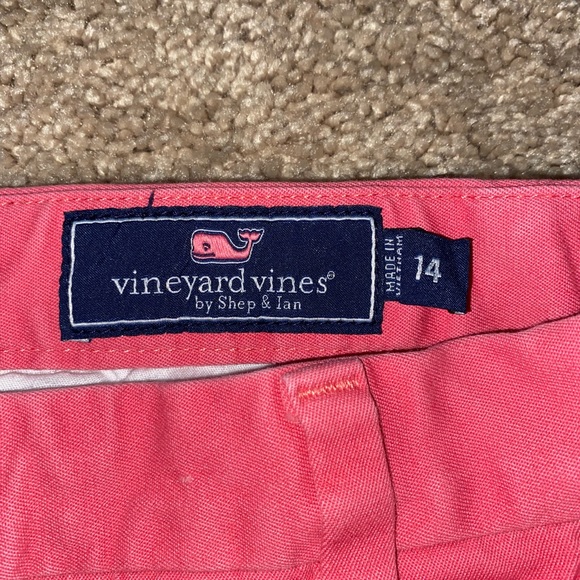 vineyard vines®
by Shep & Ian
MADE IN
VIETNAM
14